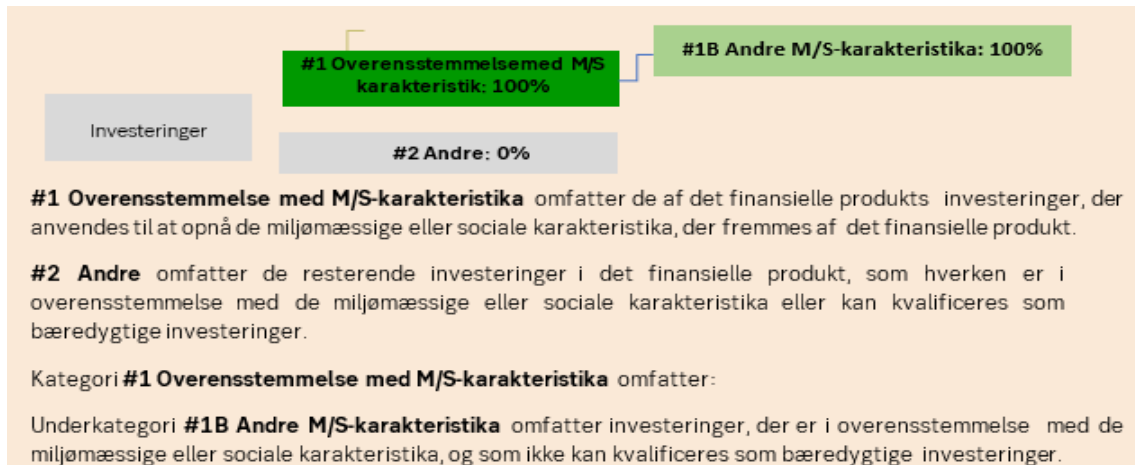 #1B Andre M/S-karakteristika: 100%
#1 Overensstemmelsemed M/S
karakteristik: 100%
Investeringer
#2 Andre: 0%
#1 Overensstemmelse med M/S-karakteristika omfatter de af det finansielle produkts investeringer, der
anvendes til at opnå de miljømæssige eller sociale karakteristika, der fremmes af det finansielle produkt.
#2 Andre omfatter de resterende investeringer i det finansielle produkt, som hverken er i
overensstemmelse med de miljømæssige eller sociale karakteristika eller kan kvalificeres som
bæredygtige investeringer.
Kategori #1 Overensstemmelse med M/S-karakteristika omfatter:
Underkategori #1B Andre M/S-karakteristika omfatter investeringer, der er i overensstemmelse med de
miljømæssige eller sociale karakteristika, og som ikke kan kvalificeres som bæredygtige investeringer.